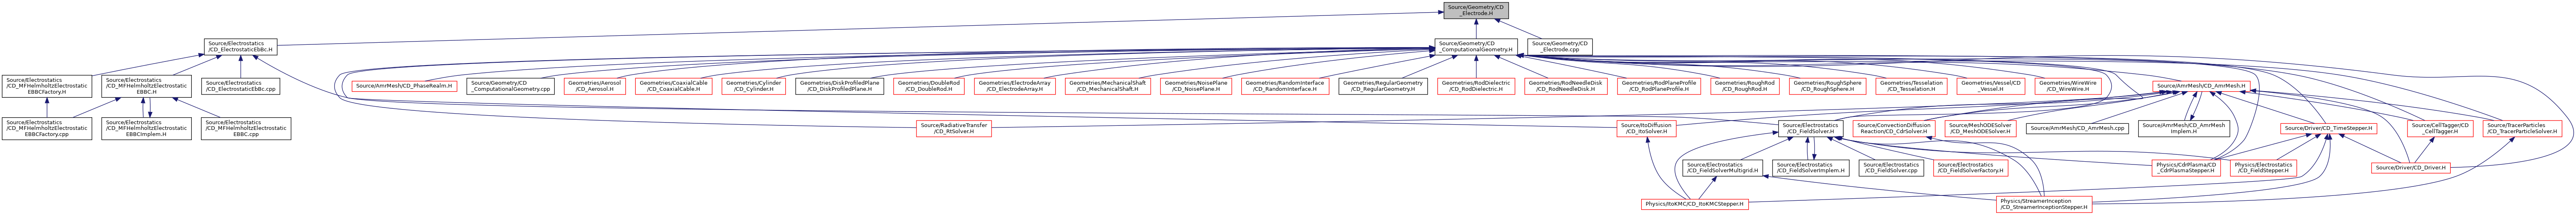 Source/Geometry/CD
_Electrode.H
Source/Electrostatics
/CD_ElectrostaticEbBc.H
Source/Geometry/CD
_ComputationalGeometry.H
Source/Geometry/CD
_Electrode.cpp
Source/Electrostatics
/CD_MFHelmholtzElectrostatic
EBBCFactory.H
Source/Electrostatics
/CD_MFHelmholtzElectrostatic
EBBC.H
Source/Electrostatics
/CD_ElectrostaticEbBc.cpp
Source/AmrMesh/CD_PhaseRealm.H
Source/Geometry/CD
_ComputationalGeometry.cpp
Geometries/Aerosol
/CD_Aerosol.H
Geometries/CoaxialCable
/CD_CoaxialCable.H
Geometries/Cylinder
/CD_Cylinder.H
Geometries/DiskProfiledPlane
/CD_DiskProfiledPlane.H
Geometries/DoubleRod
/CD_DoubleRod.H
Geometries/ElectrodeArray
/CD_ElectrodeArray.H
Geometries/MechanicalShaft
/CD_MechanicalShaft.H
Geometries/NoisePlane
/CD_NoisePlane.H
Geometries/RandomInterface
/CD_RandomInterface.H
Geometries/RegularGeometry
/CD_RegularGeometry.H
Geometries/RodDielectric
/CD_RodDielectric.H
Geometries/RodNeedleDisk
/CD_RodNeedleDisk.H
Geometries/RodPlaneProfile
/CD_RodPlaneProfile.H
Geometries/RoughRod
/CD_RoughRod.H
Geometries/RoughSphere
/CD_RoughSphere.H
Geometries/Tesselation
/CD_Tesselation.H
Geometries/Vessel/CD
_Vessel.H
Geometries/WireWire
/CD_WireWire.H
Source/AmrMesh/CD_AmrMesh.H
Source/Electrostatics
/CD_MFHelmholtzElectrostatic
EBBCFactory.cpp
Source/Electrostatics
/CD_MFHelmholtzElectrostatic
EBBCImplem.H
Source/Electrostatics
/CD_MFHelmholtzElectrostatic
EBBC.cpp
Source/RadiativeTransfer
/CD_RtSolver.H
Source/ItoDiffusion
/CD_ItoSolver.H
Source/Electrostatics
/CD_FieldSolver.H
Source/ConvectionDiffusion
Reaction/CD_CdrSolver.H
Source/MeshODESolver
/CD_MeshODESolver.H
Source/AmrMesh/CD_AmrMesh.cpp
Source/AmrMesh/CD_AmrMesh
Implem.H
Source/Driver/CD_TimeStepper.H
Source/CellTagger/CD
_CellTagger.H
Source/TracerParticles
/CD_TracerParticleSolver.H
Source/Electrostatics
/CD_FieldSolverMultigrid.H
Source/Electrostatics
/CD_FieldSolverImplem.H
Source/Electrostatics
/CD_FieldSolver.cpp
Source/Electrostatics
/CD_FieldSolverFactory.H
Physics/CdrPlasma/CD
_CdrPlasmaStepper.H
Physics/Electrostatics
/CD_FieldStepper.H
Source/Driver/CD_Driver.H
Physics/ItoKMC/CD_ItoKMCStepper.H
Physics/StreamerInception
/CD_StreamerInceptionStepper.H